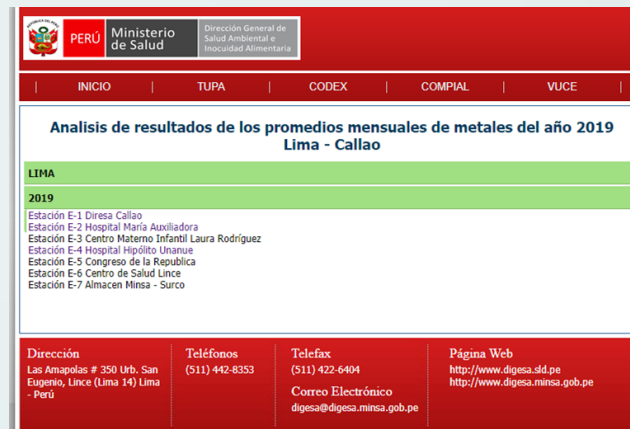 PERÚ
Ministerio
de Salud
Dirección General de
Salud Ambiental e
Inocuidad Alimentaria
| INICIO | TUPA | CODEX | COMPIAL | VUCE |
Analisis de resultados de los promedios mensuales de metales del año 2019
Lima - Callao
LIMA
2019
Estación E-1 Diresa Callao
Estación E-2 Hospital María Auxiliadora
Estación E-3 Centro Materno Infantil Laura Rodríguez
Estación E-4 Hospital Hipólito Unanue
Estación E-5 Congreso de la Republica
Estación E-6 Centro de Salud Lince
Estación E-7 Almacen Minsa - Surco
Dirección
Las Amapolas # 350 Urb. San
Eugenio, Lince (Lima 14) Lima
- Perú
Teléfonos
(511) 442-8353
Telefax
(511) 422-6404
Correo Electrónico
digesa@digesa.minsa.gob.pe
Página Web
http://www.digesa.sld.pe
http://www.digesa.minsa.gob.pe